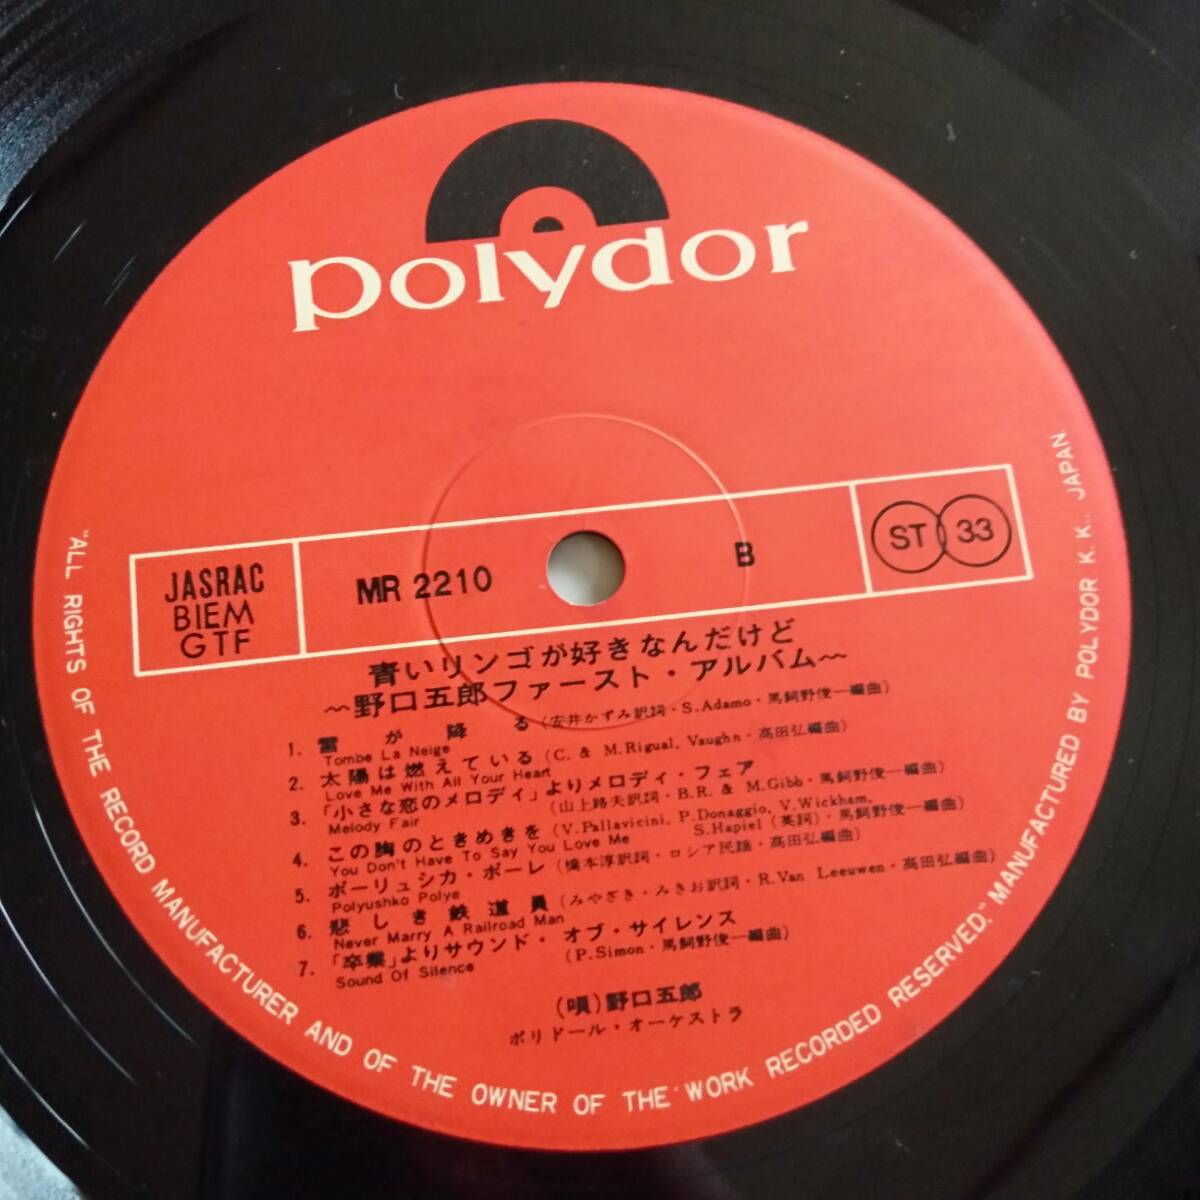 polydor
JASRAC
BIEM
GTF
MR 2210
B
ST 33
青いリンゴが好きなんだけど
〜野口五郎ファースト・アルバム〜
1. 雪が降る (安井かずみ訳詞・S.Adamo・馬飼野俊一編曲)
Tombe La Neige
2. 太陽は燃えている (C. & M.Rigual, Vaughn・高田弘編曲)
Love Me With All Your Heart
3. 「小さな恋のメロディ」よりメロディ・フェア
Melody Fair (山上路夫訳詞・B.R. & M.Gibb・馬飼野俊一編曲)
4. この胸のときめきを (V.Pallavicini, P.Donaggio, V.Wickham,
You Don't Have To Say You Love Me S.Hapiel (英詞)・馬飼野俊一編曲)
5. ポーリュシカ・ポーレ (橋本淳訳詞・ロシア民謡・高田弘編曲)
Polyushko Polye
6. 悲しき鉄道員 (みやざき・みきお訳詞・R.Van Leeuwen・高田弘編曲)
Never Marry A Railroad Man
7. 「卒業」よりサウンド・オブ・サイレンス
Sound Of Silence (P.Simon・馬飼野俊一編曲)
(唄) 野口五郎
ポリドール・オーケストラ
"ALL RIGHTS OF THE RECORD MANUFACTURER AND OF THE OWNER OF THE WORK RECORDED RESERVED." MANUFACTURED BY POLYDOR K. K., JAPAN